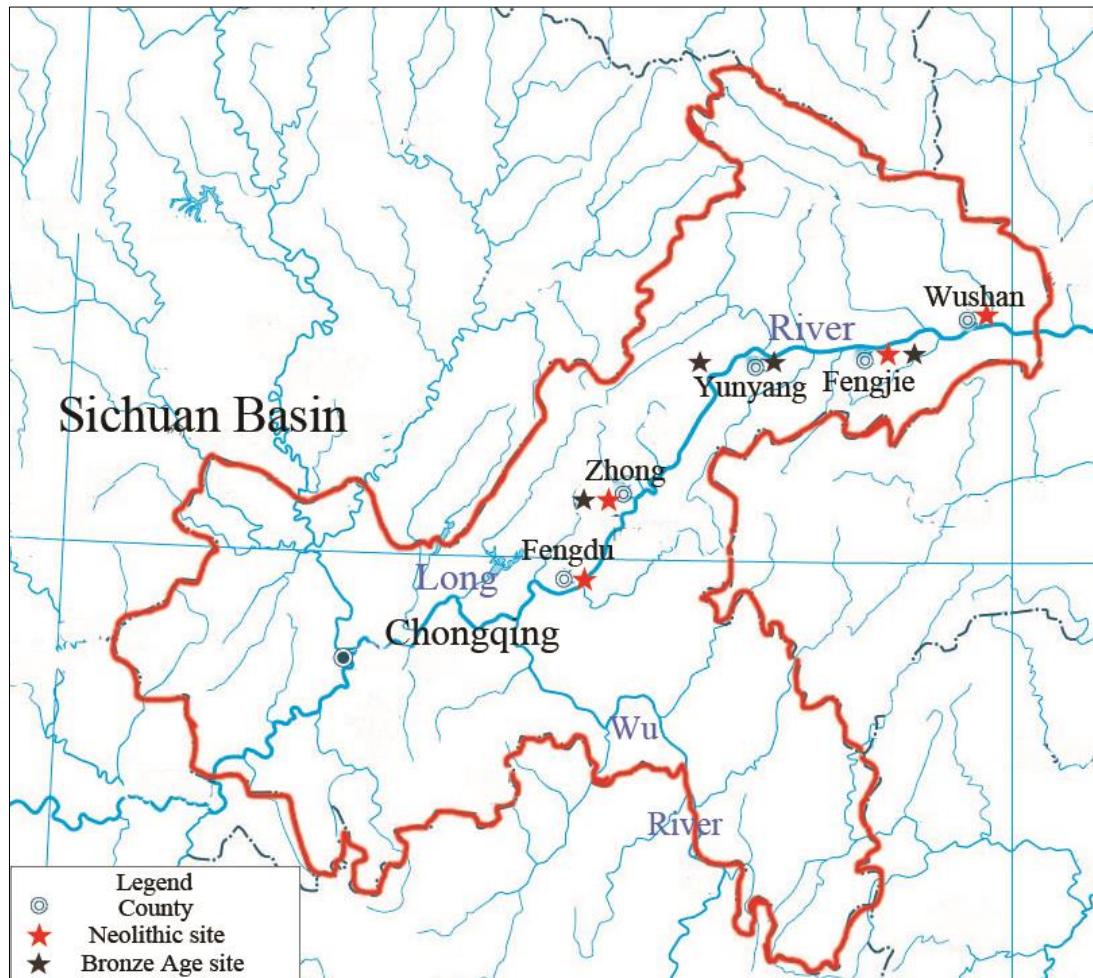 Wushan
River
Yunyang
Fengjie
Sichuan Basin
Zhong
Fengdu
Long
Chongqing
Wu
River
Legend
County
Neolithic site
Bronze Age site